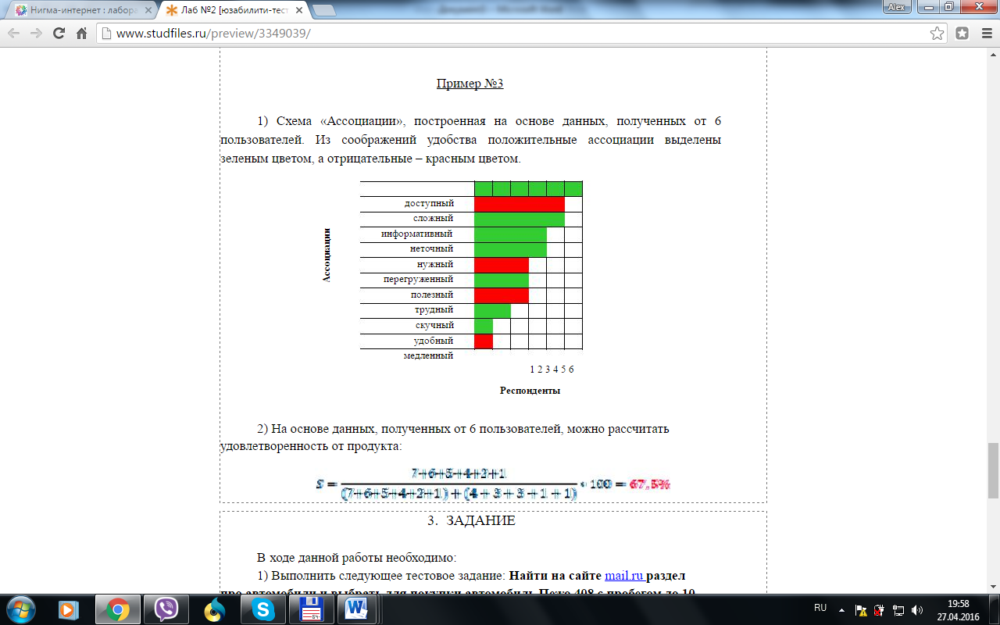 Нигма-интернет : лабора
Лаб №2 [юзабилити-тест
Документ1 - Microsoft Word
Alex
www.studfiles.ru/preview/3349039/
Пример №3
1) Схема «Ассоциации», построенная на основе данных, полученных от 6
пользователей. Из соображений удобства положительные ассоциации выделены
зеленым цветом, а отрицательные – красным цветом.
Ассоциации
доступный
сложный
информативный
неточный
нужный
перегруженный
полезный
трудный
скучный
удобный
медленный
1 2 3 4 5 6
Респонденты
2) На основе данных, полученных от 6 пользователей, можно рассчитать
удовлетворенность от продукта:
7+6+5+4+2+1
S = (7+6+5+4+2+1) + (4 + 3 + 3 + 1 + 1) * 100 = 67,5%
3. ЗАДАНИЕ
В ходе данной работы необходимо:
1) Выполнить следующее тестовое задание: Найти на сайте mail.ru раздел
про автомобили и выбрать для покупки автомобиль Пежо 408 с пробегом до 10
RU
19:58
27.04.2016